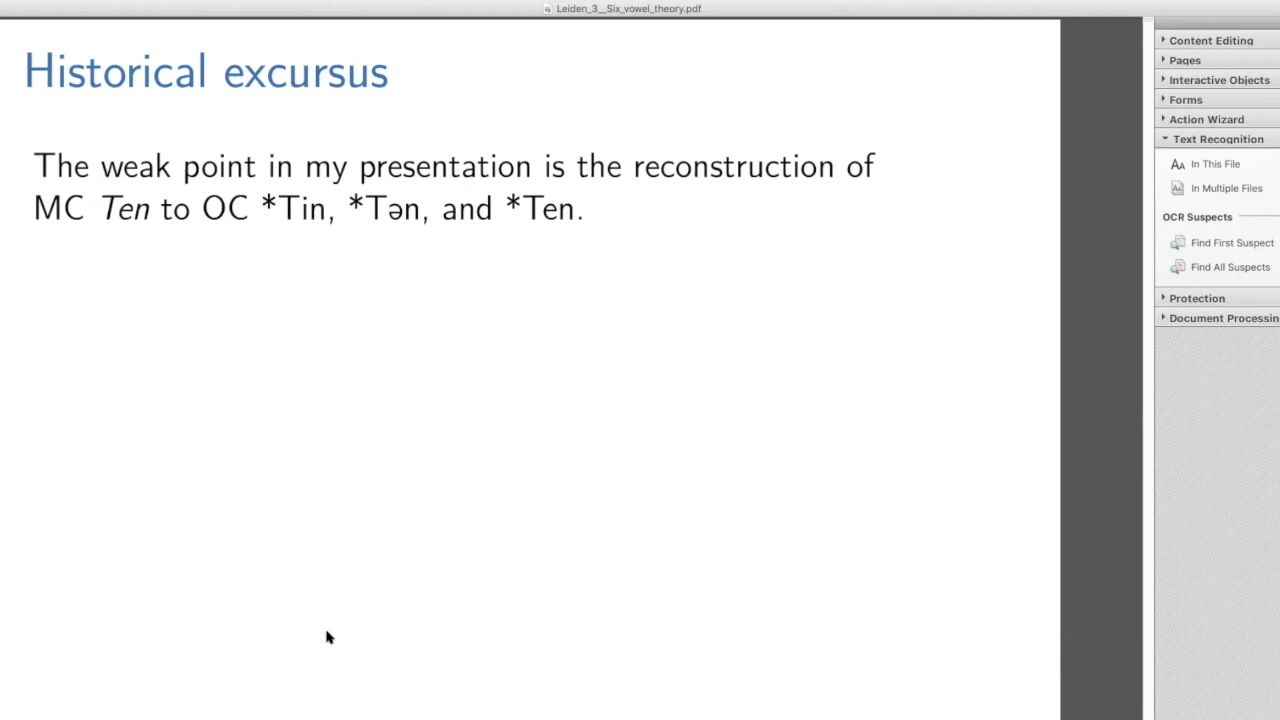 Leiden_3__Six_vowel_theory.pdf
Historical excursus
The weak point in my presentation is the reconstruction of
MC Ten to OC *Tin, *Tən, and *Ten.
Content Editing
Pages
Interactive Objects
Forms
Action Wizard
Text Recognition
In This File
In Multiple Files
OCR Suspects
Find First Suspect
Find All Suspects
Protection
Document Processin